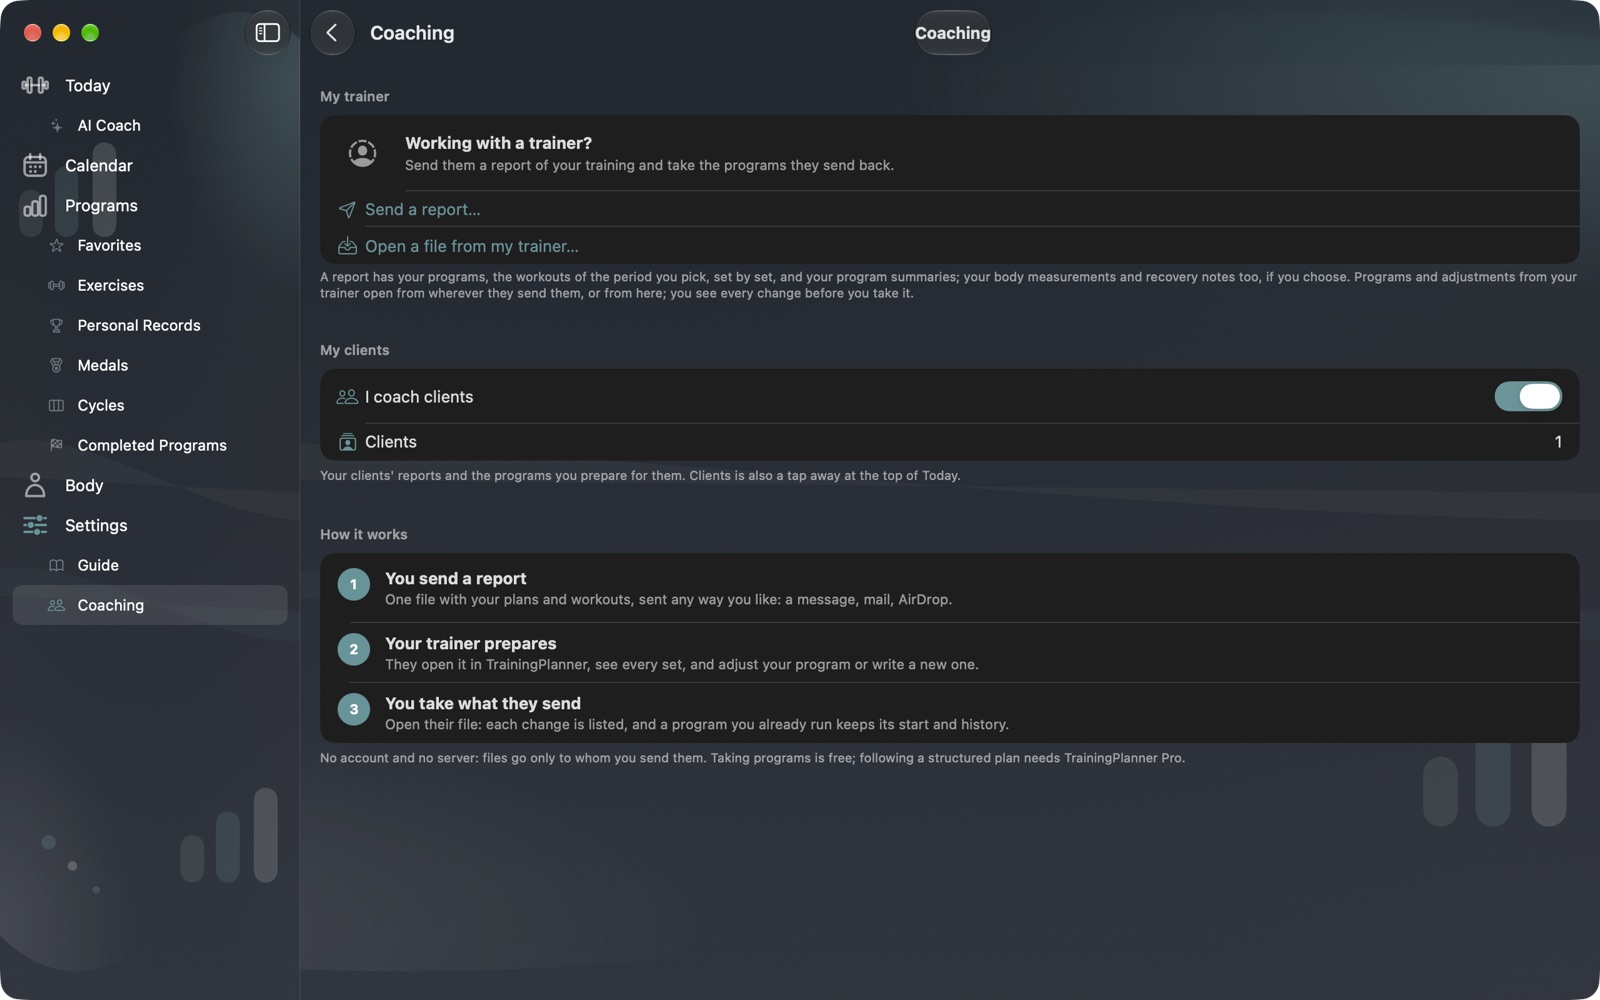 Coaching
Coaching
Today
AI Coach
Calendar
Programs
Favorites
Exercises
Personal Records
Medals
Cycles
Completed Programs
Body
Settings
Guide
Coaching
My trainer
Working with a trainer?
Send them a report of your training and take the programs they send back.
Send a report...
Open a file from my trainer...
A report has your programs, the workouts of the period you pick, set by set, and your program summaries; your body measurements and recovery notes too, if you choose. Programs and adjustments from your
trainer open from wherever they send them, or from here; you see every change before you take it.
My clients
I coach clients
Clients 1
Your clients' reports and the programs you prepare for them. Clients is also a tap away at the top of Today.
How it works
1 You send a report
One file with your plans and workouts, sent any way you like: a message, mail, AirDrop.
2 Your trainer prepares
They open it in TrainingPlanner, see every set, and adjust your program or write a new one.
3 You take what they send
Open their file: each change is listed, and a program you already run keeps its start and history.
No account and no server: files go only to whom you send them. Taking programs is free; following a structured plan needs TrainingPlanner Pro.